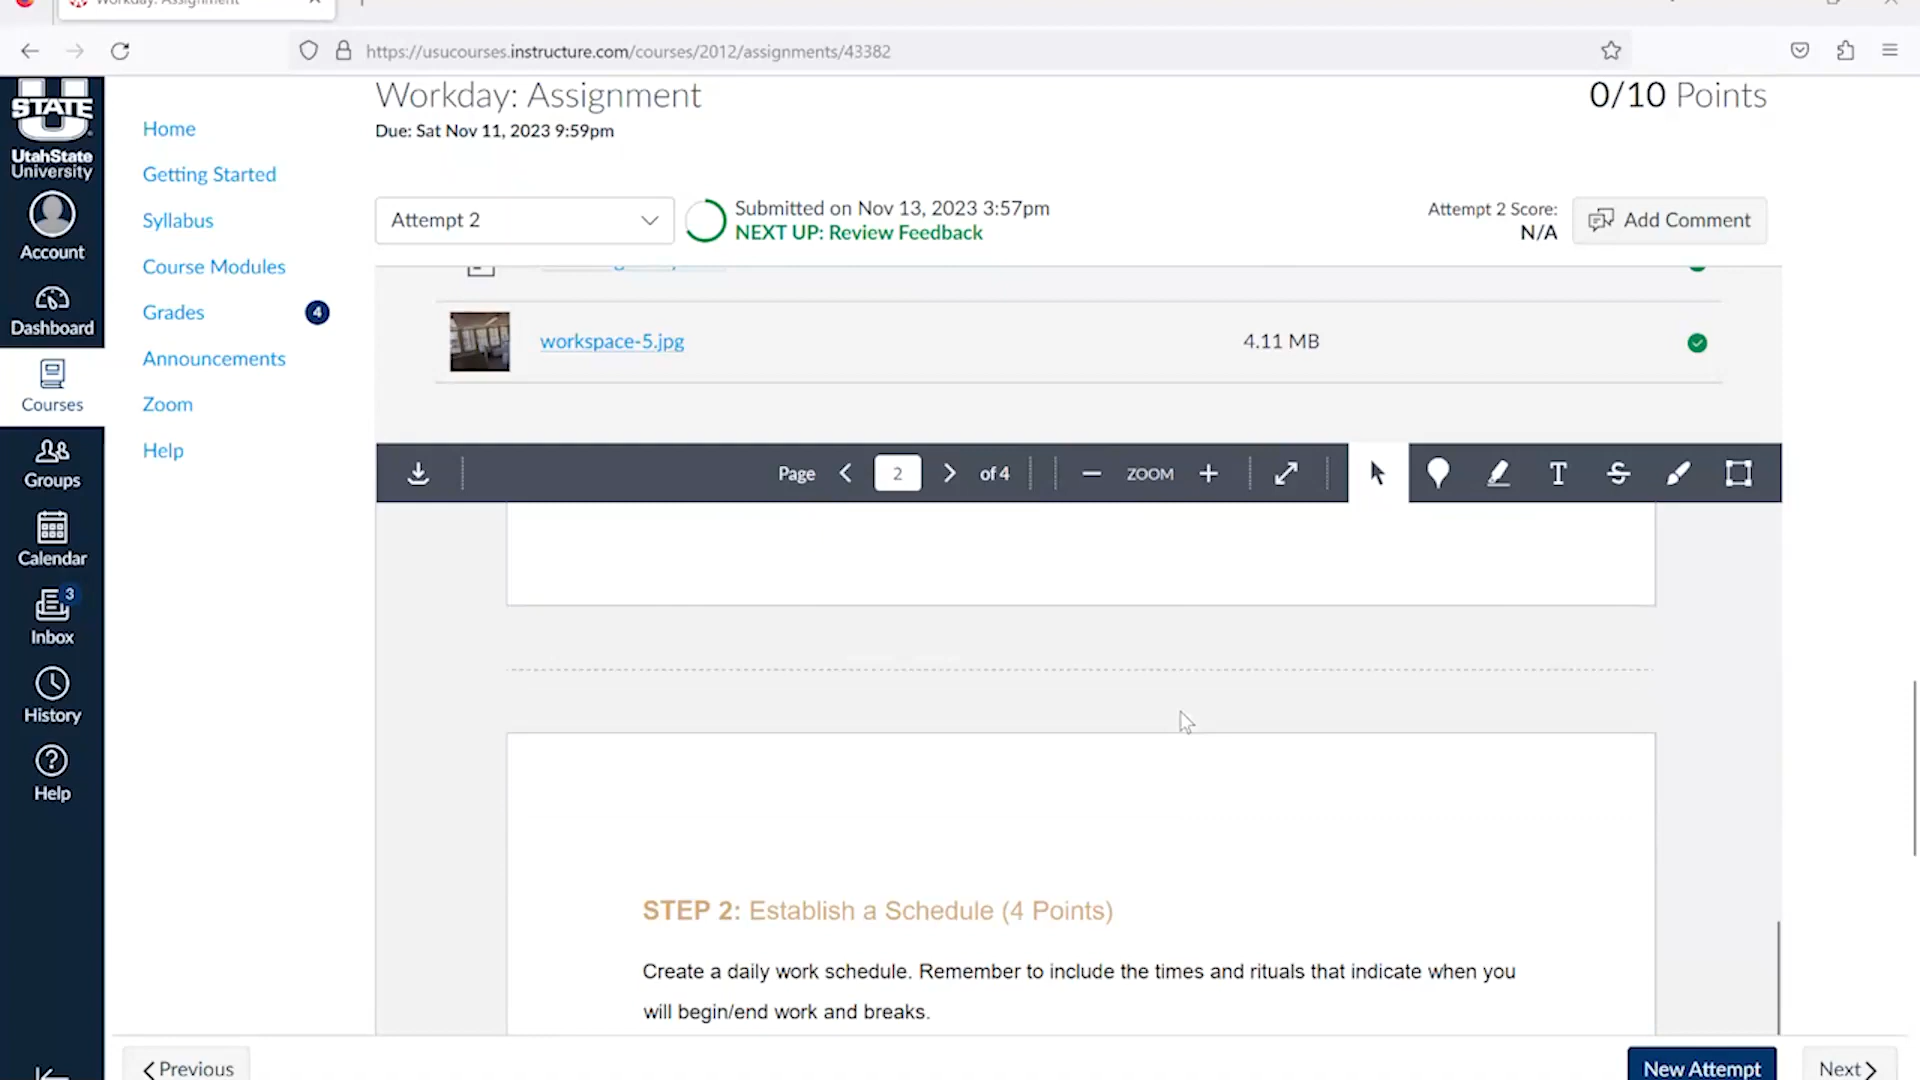 Workday: Assignment
https://usucourses.instructure.com/courses/2012/assignments/43382
STATE
UtahState
University
Account
Dashboard
Courses
Groups
Calendar
3
Inbox
History
Help
Home
Getting Started
Syllabus
Course Modules
Grades
4
Announcements
Zoom
Help
Workday: Assignment
0/10 Points
Due: Sat Nov 11, 2023 9:59pm
Attempt 2
Submitted on Nov 13, 2023 3:57pm
NEXT UP: Review Feedback
Attempt 2 Score:
N/A
Add Comment
workspace-5.jpg
4.11 MB
Page
2
of 4
ZOOM
STEP 2: Establish a Schedule (4 Points)
Create a daily work schedule. Remember to include the times and rituals that indicate when you
will begin/end work and breaks.
Previous
New Attempt
Next